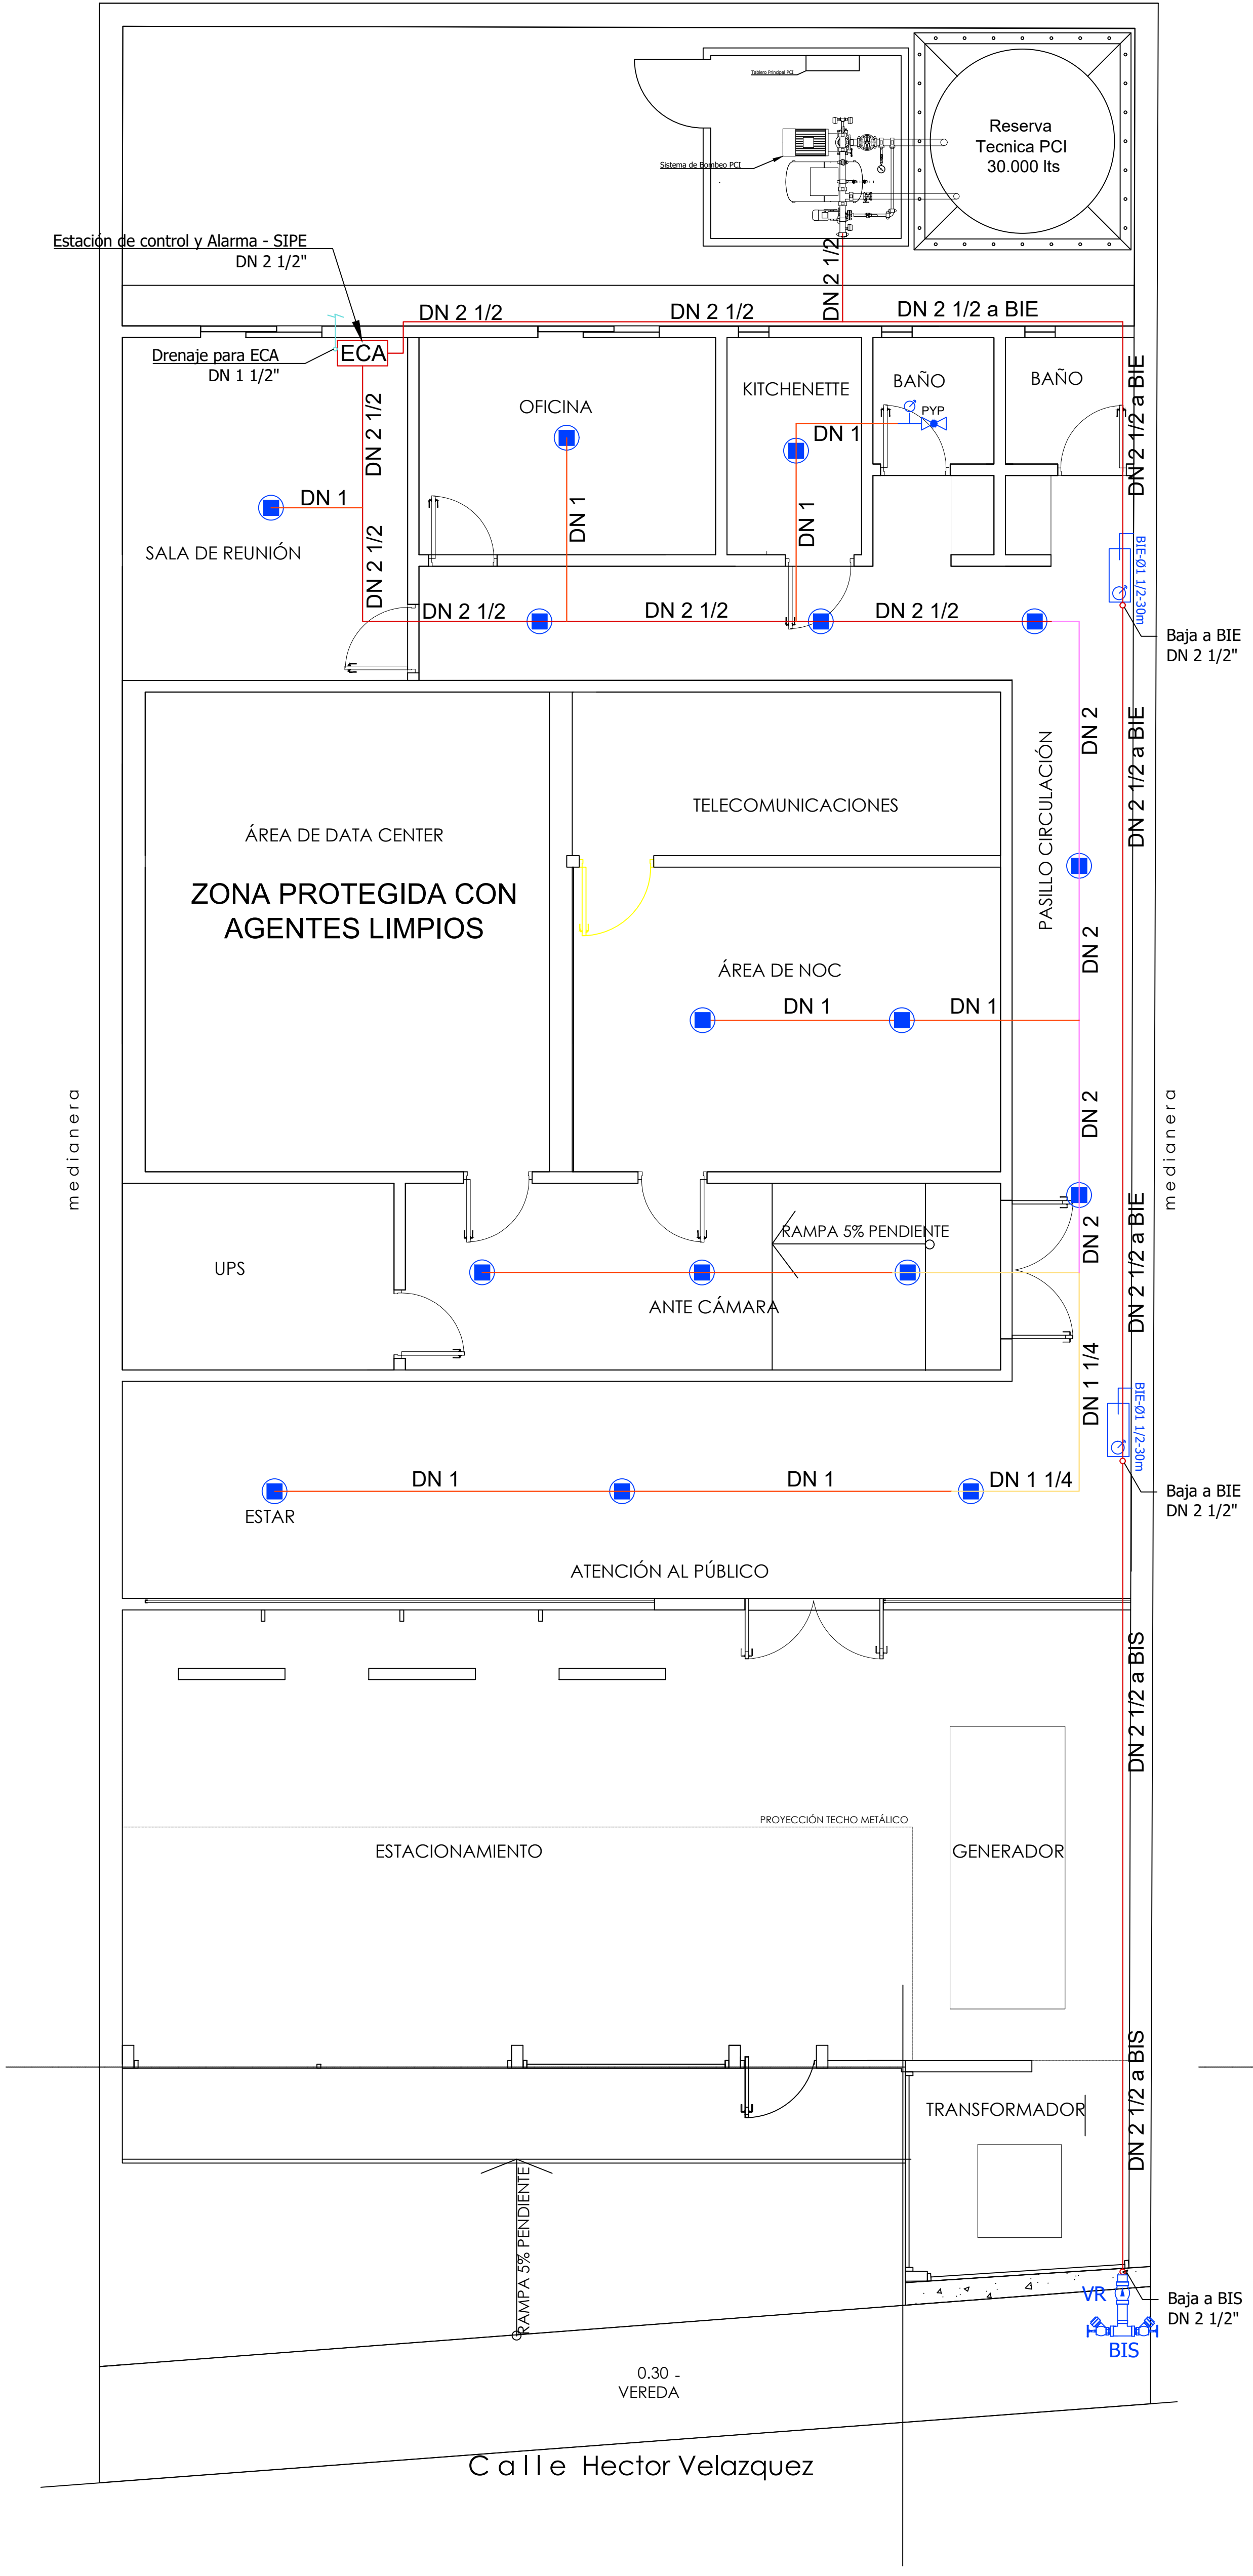 Tablero Principal PCI
Reserva
Tecnica PCI
30.000 lts
Sistema de Bombeo PCI
Estación de control y Alarma - SIPE
DN 2 1/2"
DN 2 1/2
DN 2 1/2
DN 2 1/2
DN 2 1/2 a BIE
Drenaje para ECA
DN 1 1/2"
ECA
OFICINA
KITCHENETTE
BAÑO
BAÑO
DN 2 1/2 a BIE
PYP
DN 2 1/2
DN 1
DN 1
DN 1
DN 1
SALA DE REUNIÓN
DN 2 1/2
BIE-Ø1 1/2-30m
DN 2 1/2
DN 2 1/2
DN 2 1/2
Baja a BIE
DN 2 1/2"
DN 2
DN 2 1/2 a BIE
PASILLO CIRCULACIÓN
TELECOMUNICACIONES
ÁREA DE DATA CENTER
ZONA PROTEGIDA CON
AGENTES LIMPIOS
DN 2
ÁREA DE NOC
DN 1
DN 1
medianera
DN 2
medianera
RAMPA 5% PENDIENTE
DN 2
DN 2 1/2 a BIE
UPS
ANTE CÁMARA
DN 1 1/4
BIE-Ø1 1/2-30m
DN 1
DN 1
DN 1 1/4
Baja a BIE
DN 2 1/2"
ESTAR
ATENCIÓN AL PÚBLICO
DN 2 1/2 a BIS
PROYECCIÓN TECHO METÁLICO
ESTACIONAMIENTO
GENERADOR
DN 2 1/2 a BIS
TRANSFORMADOR
RAMPA 5% PENDIENTE
VR
Baja a BIS
DN 2 1/2"
BIS
0.30 -
VEREDA
Calle Hector Velazquez